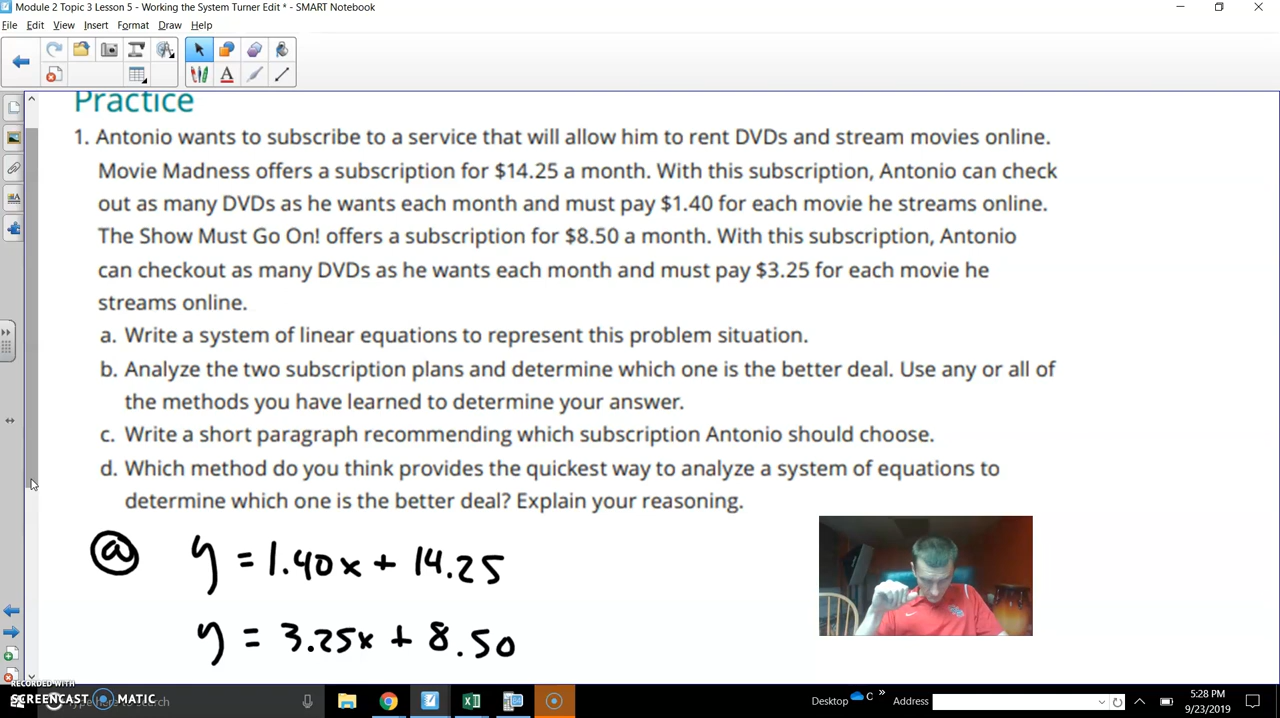 Module 2 Topic 3 Lesson 5 - Working the System Turner Edit * - SMART Notebook
File Edit View Insert Format Draw Help
Practice
1. Antonio wants to subscribe to a service that will allow him to rent DVDs and stream movies online.
Movie Madness offers a subscription for $14.25 a month. With this subscription, Antonio can check
out as many DVDs as he wants each month and must pay $1.40 for each movie he streams online.
The Show Must Go On! offers a subscription for $8.50 a month. With this subscription, Antonio
can checkout as many DVDs as he wants each month and must pay $3.25 for each movie he
streams online.
a. Write a system of linear equations to represent this problem situation.
b. Analyze the two subscription plans and determine which one is the better deal. Use any or all of
the methods you have learned to determine your answer.
c. Write a short paragraph recommending which subscription Antonio should choose.
d. Which method do you think provides the quickest way to analyze a system of equations to
determine which one is the better deal? Explain your reasoning.
a y = 1.40x + 14.25
y = 3.25x + 8.50
RECORDED WITH
SCREENCAST MATIC
here to search
Desktop C » Address
5:28 PM
9/23/2019